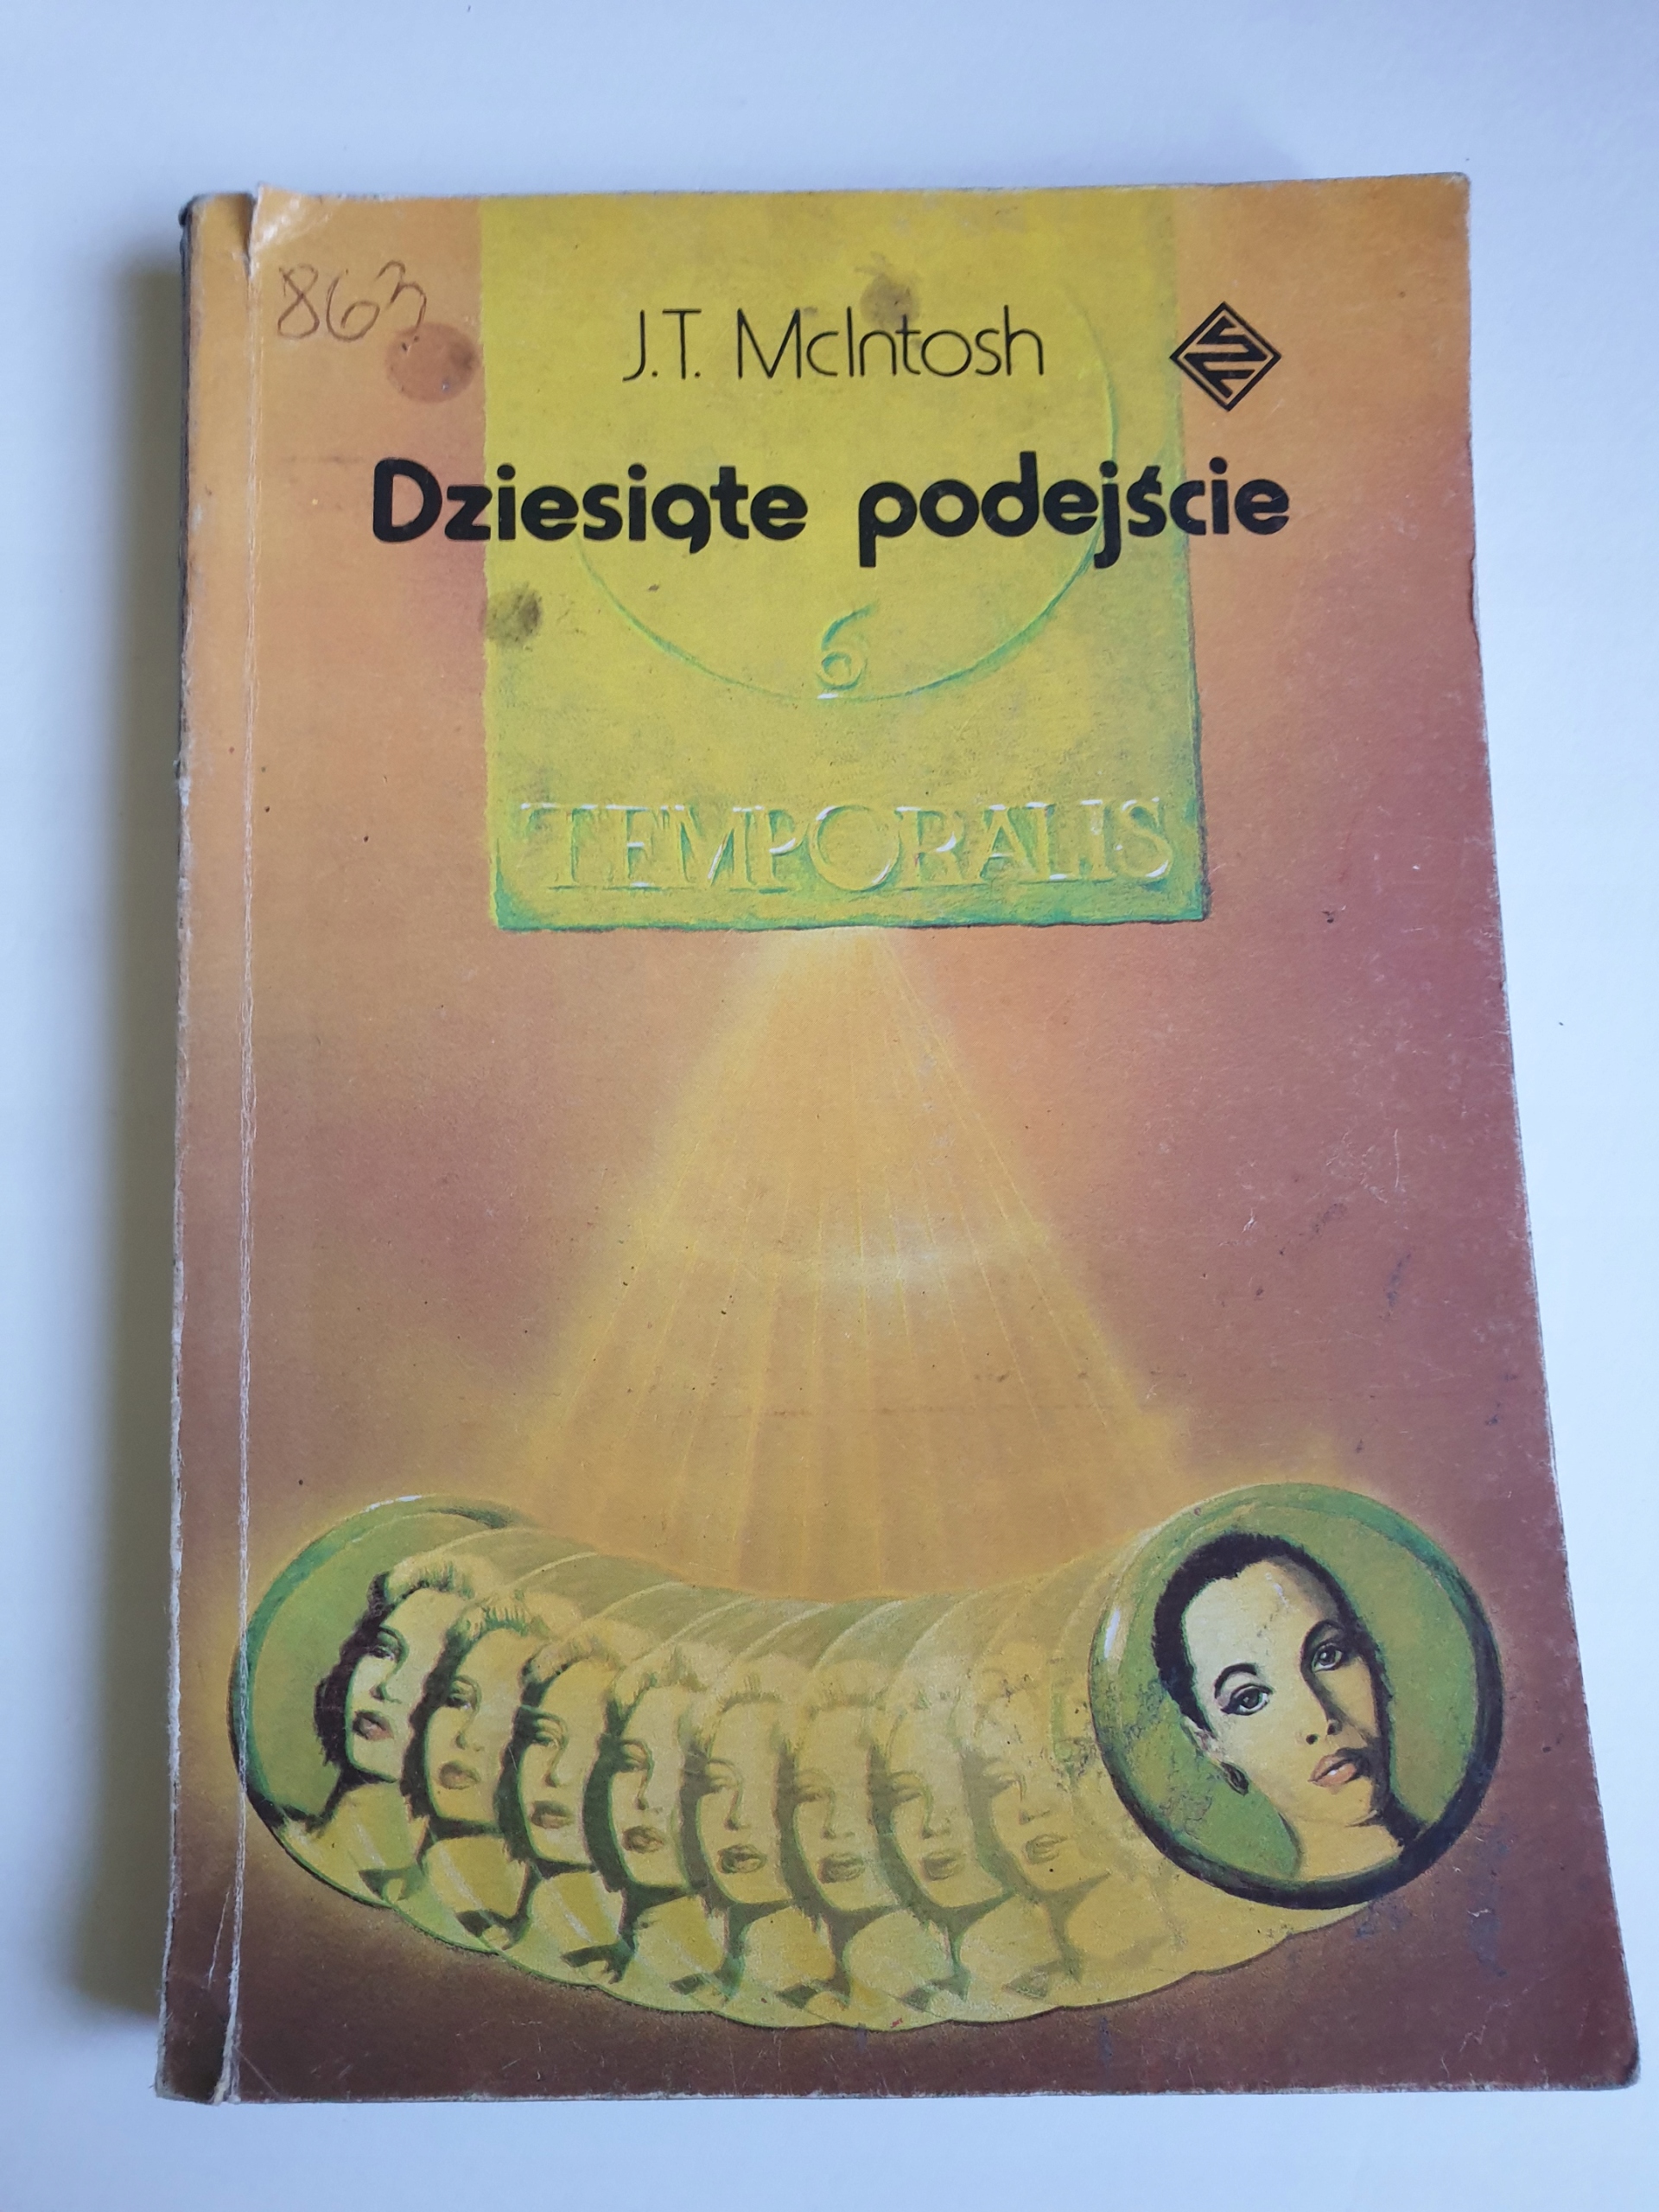 863
J.T. McIntosh
Dziesiąte podejście
6
TEMPORALIS